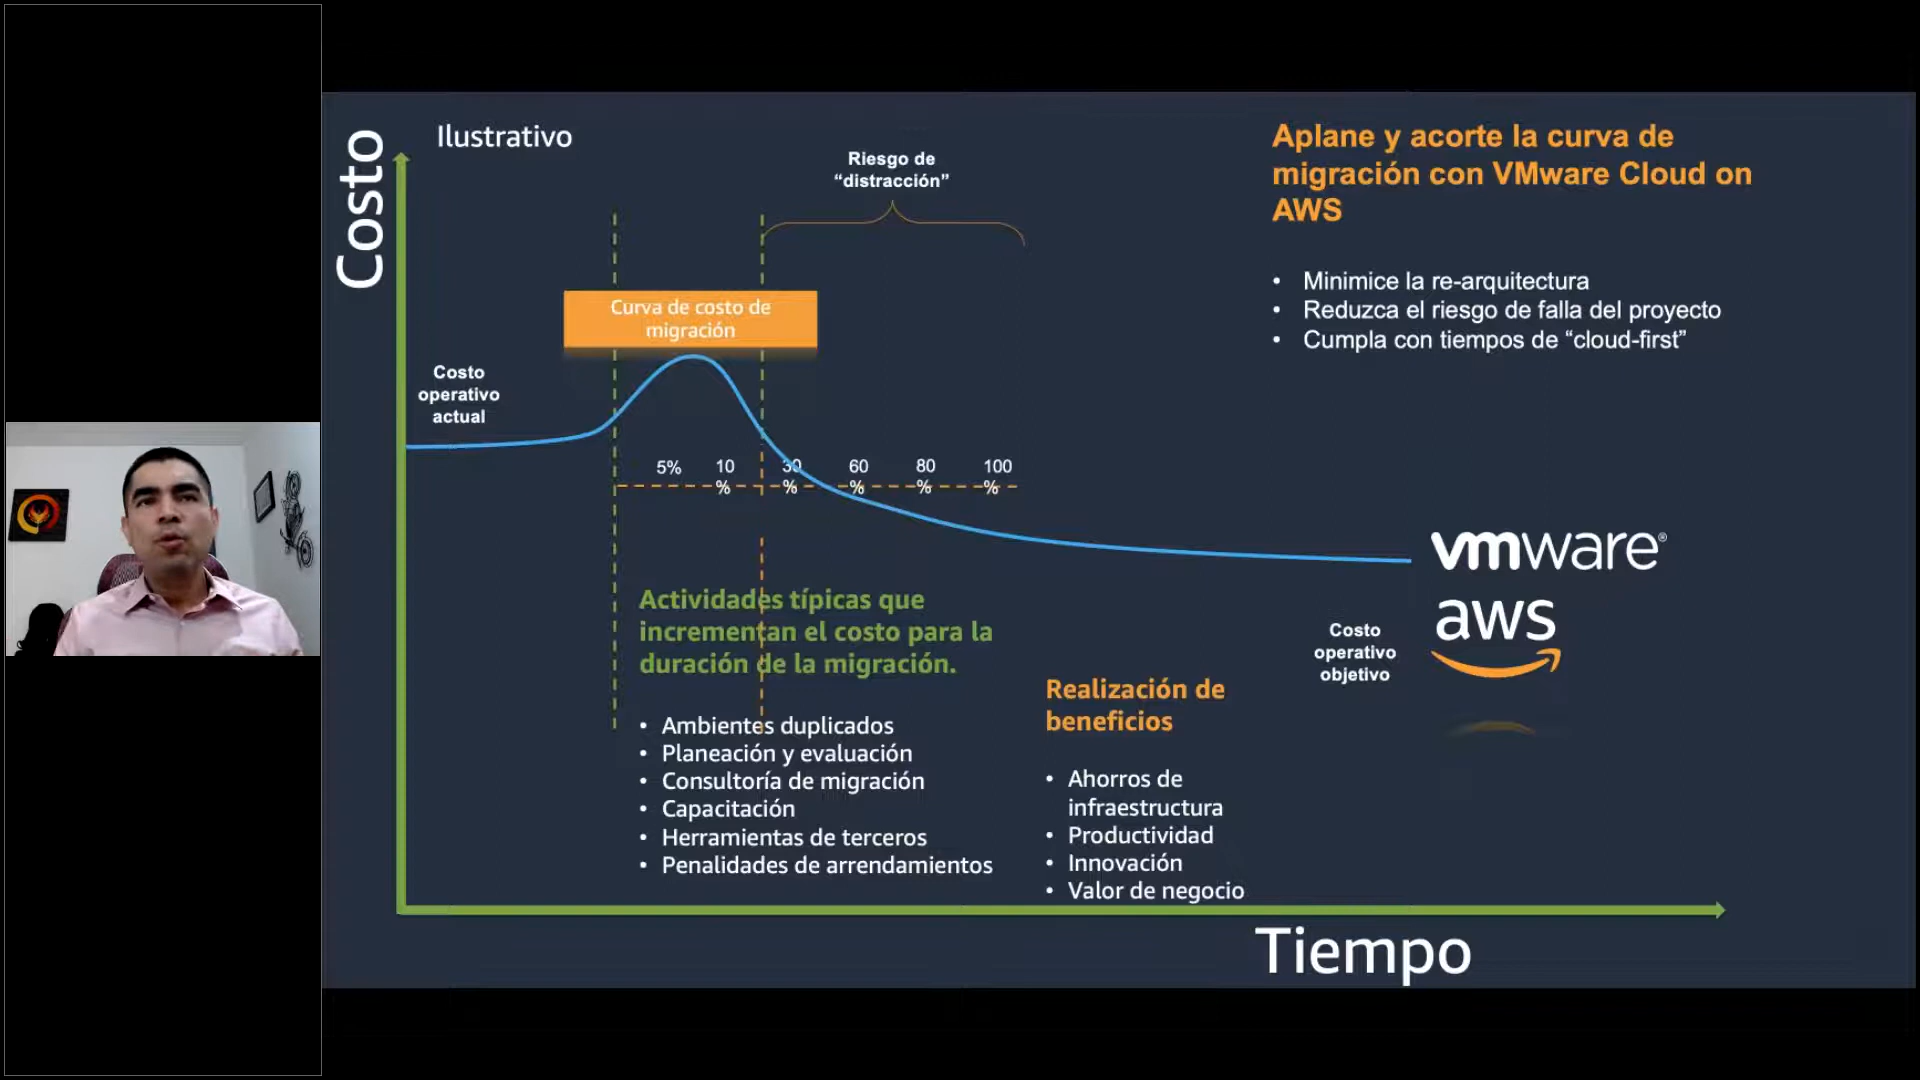 Costo
Ilustrativo
Riesgo de
“distracción”
Aplane y acorte la curva de
migración con VMware Cloud on
AWS
• Minimice la re-arquitectura
• Reduzca el riesgo de falla del proyecto
• Cumpla con tiempos de “cloud-first”
Curva de costo de
migración
Costo
operativo
actual
5% 10 30 60 80 100
% % % % %
vmware®
aws
Actividades típicas que
incrementan el costo para la
duración de la migración.
• Ambientes duplicados
• Planeación y evaluación
• Consultoría de migración
• Capacitación
• Herramientas de terceros
• Penalidades de arrendamientos
Costo
operativo
objetivo
Realización de
beneficios
• Ahorros de
infraestructura
• Productividad
• Innovación
• Valor de negocio
Tiempo